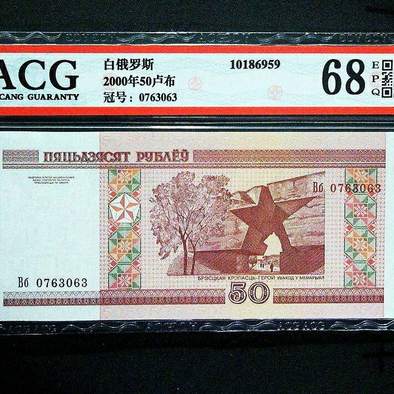 ACG
CANG GUARANTY
白俄罗斯
2000年50卢布
冠号：0763063
10186959
68
E
P
Q
ПЯЦЬДЗЯСЯТ РУБЛЁЎ
Вб 0763063
Вб 0763063
БРЭСЦКАЯ КРЭПАСЦЬ-ГЕРОЙ УВАХОД У МЕМАРЫЯЛ
50